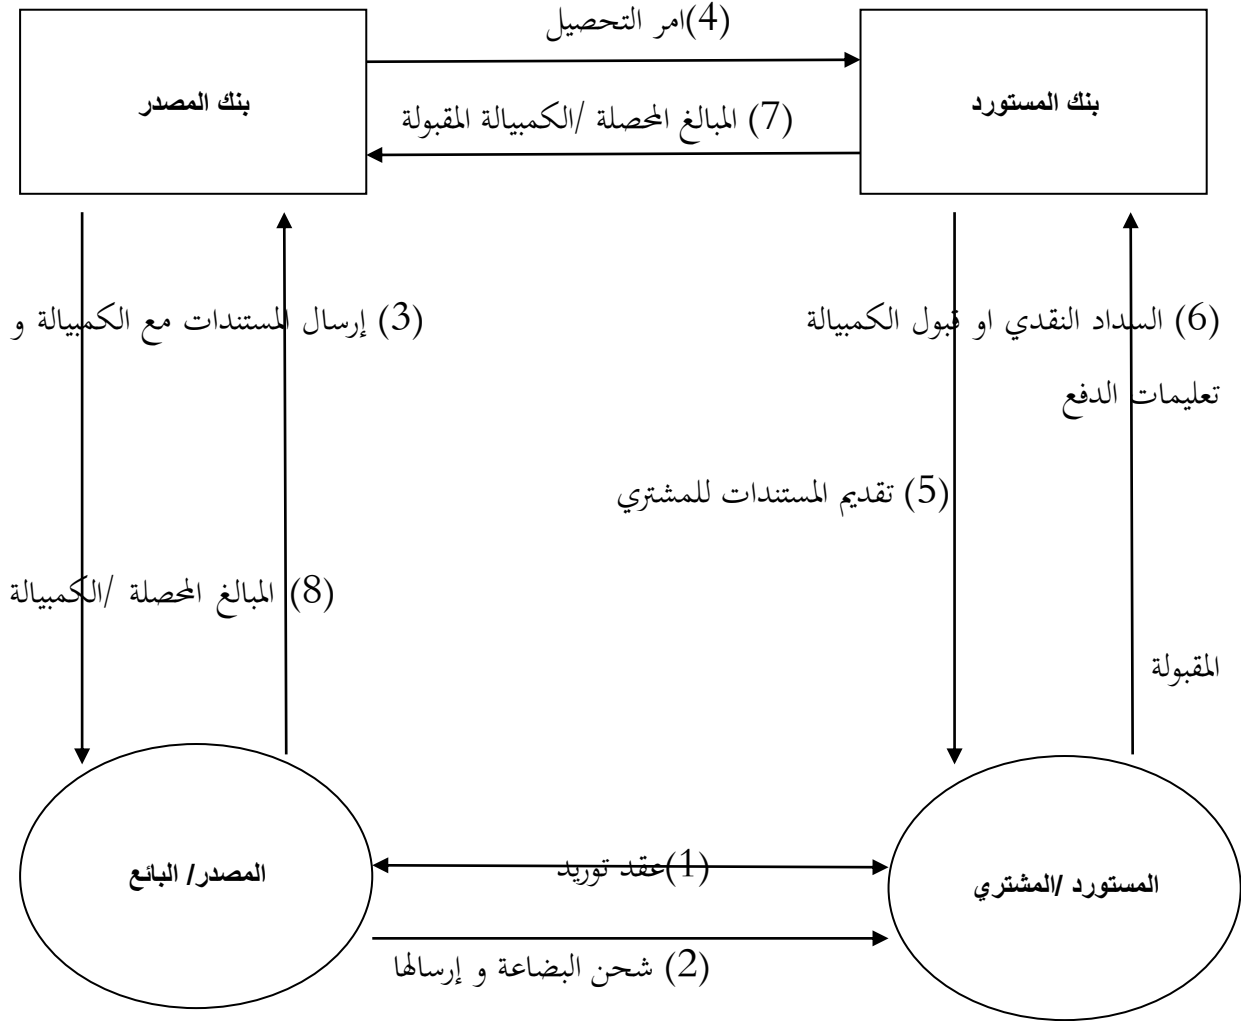 (4)امر التحصيل
بنك المستورد
بنك المصدر
(7) المبالغ المحصلة /الكمبيالة المقبولة
(6) السداد النقدي او قبول الكمبيالة
(3) إرسال المستندات مع الكمبيالة و
تعليمات الدفع
(5) تقديم المستندات للمشتري
(8) المبالغ المحصلة /الكمبيالة
المقبولة
(1)عقد توريد
المستورد /المشتري
المصدر/ البائع
(2) شحن البضاعة و إرسالها